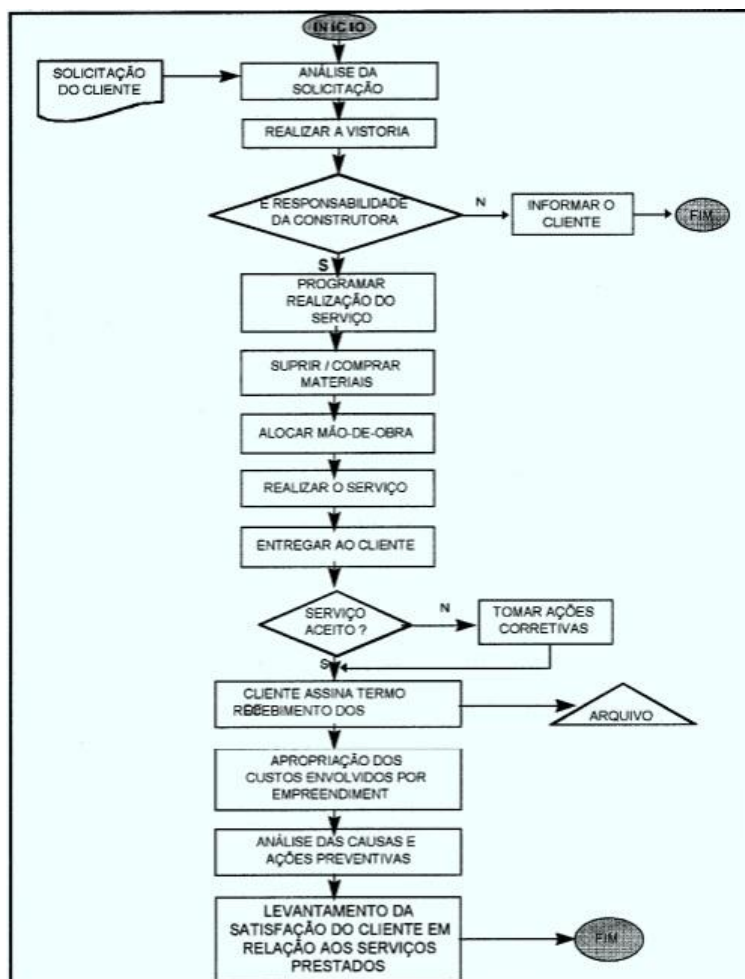 INÍCIO
SOLICITAÇÃO
DO CLIENTE
ANÁLISE DA
SOLICITAÇÃO
REALIZAR A VISTORIA
E RESPONSABILIDADE
DA CONSTRUTORA
N
INFORMAR O
CLIENTE
FIM
S
PROGRAMAR
REALIZAÇÃO DO
SERVIÇO
SUPRIR / COMPRAR
MATERIAIS
ALOCAR MÃO-DE-OBRA
REALIZAR O SERVIÇO
ENTREGAR AO CLIENTE
SERVIÇO
ACEITO ?
N
TOMAR AÇÕES
CORRETIVAS
S
CLIENTE ASSINA TERMO
RECEBIMENTO DOS
ARQUIVO
APROPRIAÇÃO DOS
CUSTOS ENVOLVIDOS POR
EMPREENDIMENT
ANÁLISE DAS CAUSAS E
AÇÕES PREVENTIVAS
LEVANTAMENTO DA
SATISFAÇÃO DO CLIENTE EM
RELAÇÃO AOS SERVIÇOS
PRESTADOS
FIM